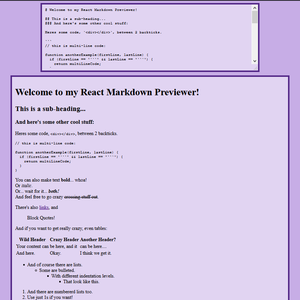 # Welcome to my React Markdown Previewer!
## This is a sub-heading...
### And here's some other cool stuff:
Heres some code, `<div></div>`, between 2 backticks.
```
// this is multi-line code:
function anotherExample(firstLine, lastLine) {
if (firstLine == '```' && lastLine == '```') {
return multiLineCode;
Welcome to my React Markdown Previewer!
This is a sub-heading...
And here's some other cool stuff:
Heres some code, <div></div>, between 2 backticks.
// this is multi-line code:
function anotherExample(firstLine, lastLine) {
if (firstLine == '```' && lastLine == '```') {
return multiLineCode;
}
}
You can also make text bold... whoa!
Or italic.
Or... wait for it... both!
And feel free to go crazy crossing stuff out.
There's also links, and
Block Quotes!
And if you want to get really crazy, even tables:
Wild Header Crazy Header Another Header?
Your content can be here, and it can be here....
And here. Okay. I think we get it.
And of course there are lists.
Some are bulleted.
With different indentation levels.
That look like this.
1. And there are numbererd lists too.
2. Use just 1s if you want!